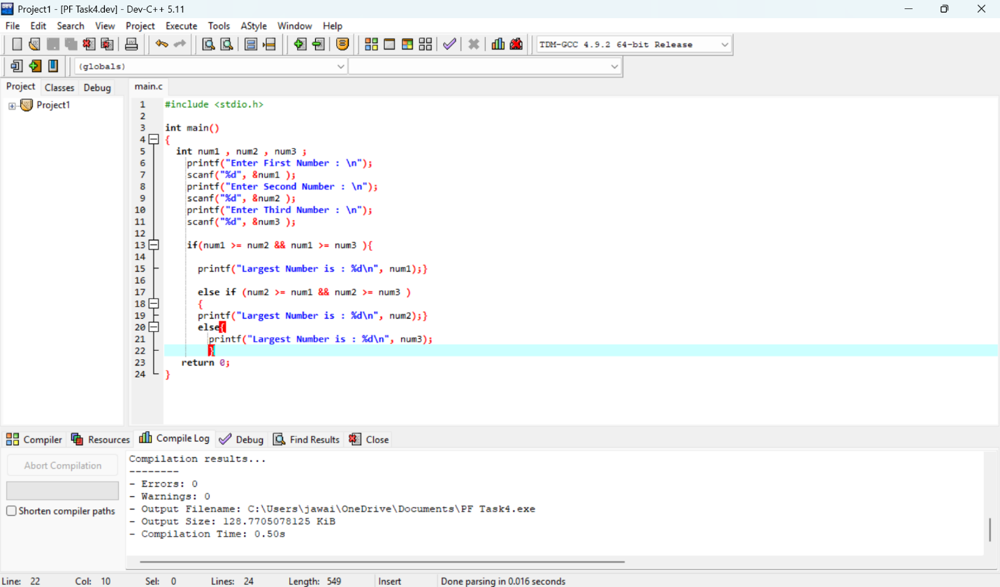 Project1 - [PF Task4.dev] - Dev-C++ 5.11
File Edit Search View Project Execute Tools AStyle Window Help
TDM-GCC 4.9.2 64-bit Release
(globals)
Project Classes Debug main.c
Project1
1 #include <stdio.h>
2
3 int main()
4 {
5 int num1 , num2 , num3 ;
6 printf("Enter First Number : \n");
7 scanf("%d", &num1 );
8 printf("Enter Second Number : \n");
9 scanf("%d", &num2 );
10 printf("Enter Third Number : \n");
11 scanf("%d", &num3 );
12
13 if(num1 >= num2 && num1 >= num3 ){
14
15 printf("Largest Number is : %d\n", num1);}
16
17 else if (num2 >= num1 && num2 >= num3 )
18 {
19 printf("Largest Number is : %d\n", num2);}
20 else{
21 printf("Largest Number is : %d\n", num3);
22 }
23 return 0;
24 }
Compiler Resources Compile Log Debug Find Results Close
Abort Compilation
Shorten compiler paths
Compilation results...
--------
- Errors: 0
- Warnings: 0
- Output Filename: C:\Users\jawai\OneDrive\Documents\PF Task4.exe
- Output Size: 128.7705078125 KiB
- Compilation Time: 0.50s
Line: 22 Col: 10 Sel: 0 Lines: 24 Length: 549 Insert Done parsing in 0.016 seconds